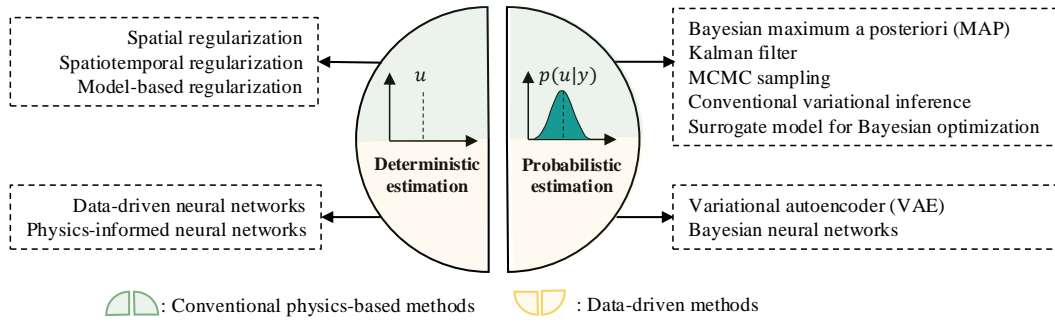 Spatial regularization
Spatiotemporal regularization
Model-based regularization
u
Deterministic
estimation
Data-driven neural networks
Physics-informed neural networks
p(u|y)
Probabilistic
estimation
Bayesian maximum a posteriori (MAP)
Kalman filter
MCMC sampling
Conventional variational inference
Surrogate model for Bayesian optimization
Variational autoencoder (VAE)
Bayesian neural networks
: Conventional physics-based methods
: Data-driven methods